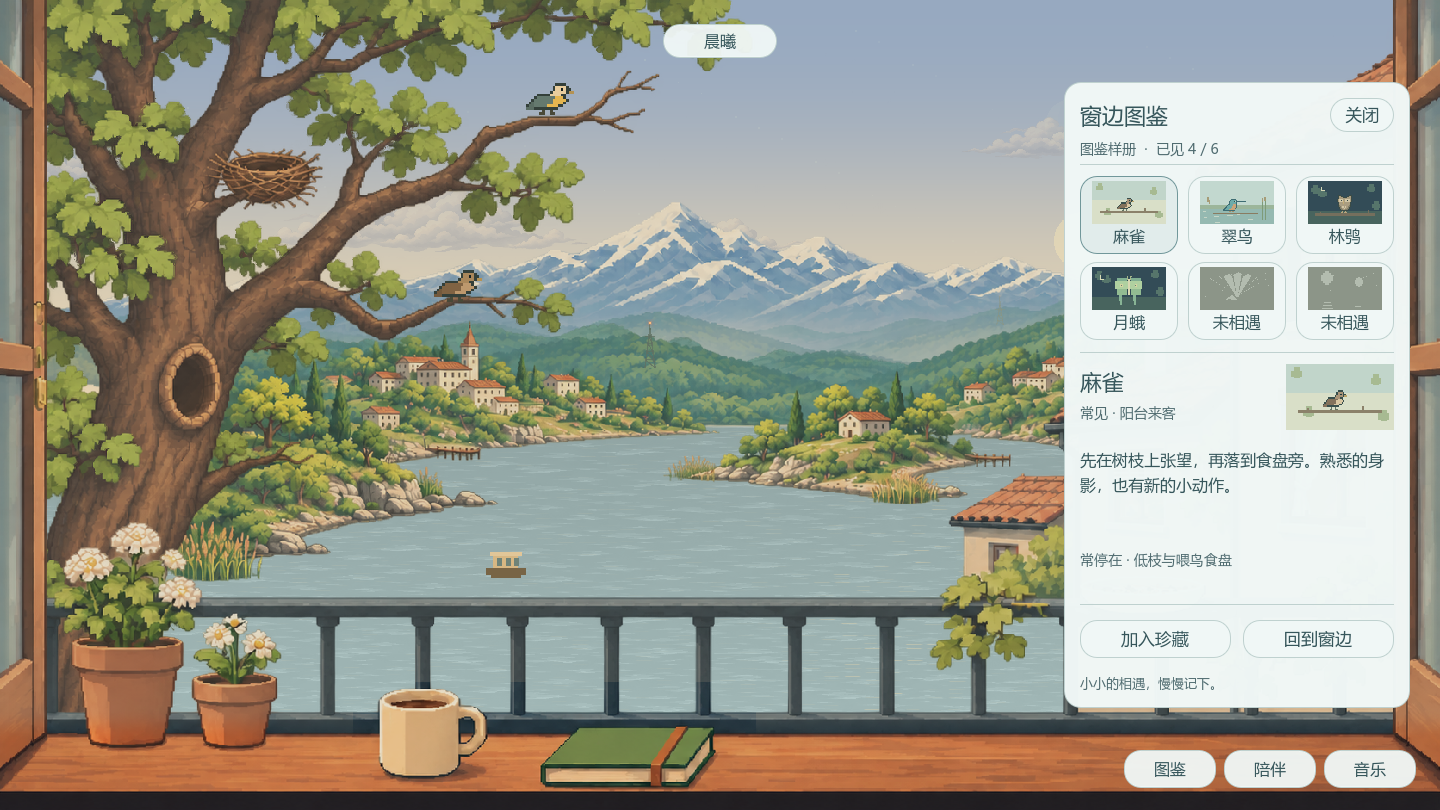 晨曦
窗边图鉴
关闭
图鉴样册 · 已见 4 / 6
麻雀
翠鸟
林鸮
月蛾
未相遇
未相遇
麻雀
常见 · 阳台来客
先在树枝上张望，再落到食盘旁。熟悉的身
影，也有新的小动作。
常停在 · 低枝与喂鸟食盘
加入珍藏
回到窗边
小小的相遇，慢慢记下。
图鉴
陪伴
音乐